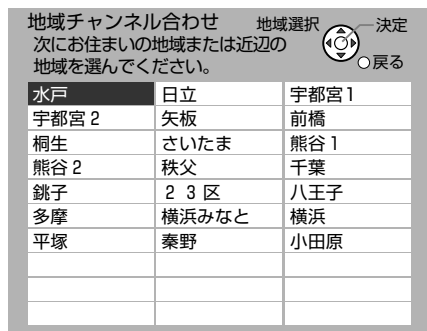 地域チャンネル合わせ 地域選択 決定
次にお住まいの地域または近辺の
地域を選んでください。 戻る
水戸 日立 宇都宮1
宇都宮2 矢板 前橋
桐生 さいたま 熊谷1
熊谷2 秩父 千葉
銚子 23区 八王子
多摩 横浜みなと 横浜
平塚 秦野 小田原